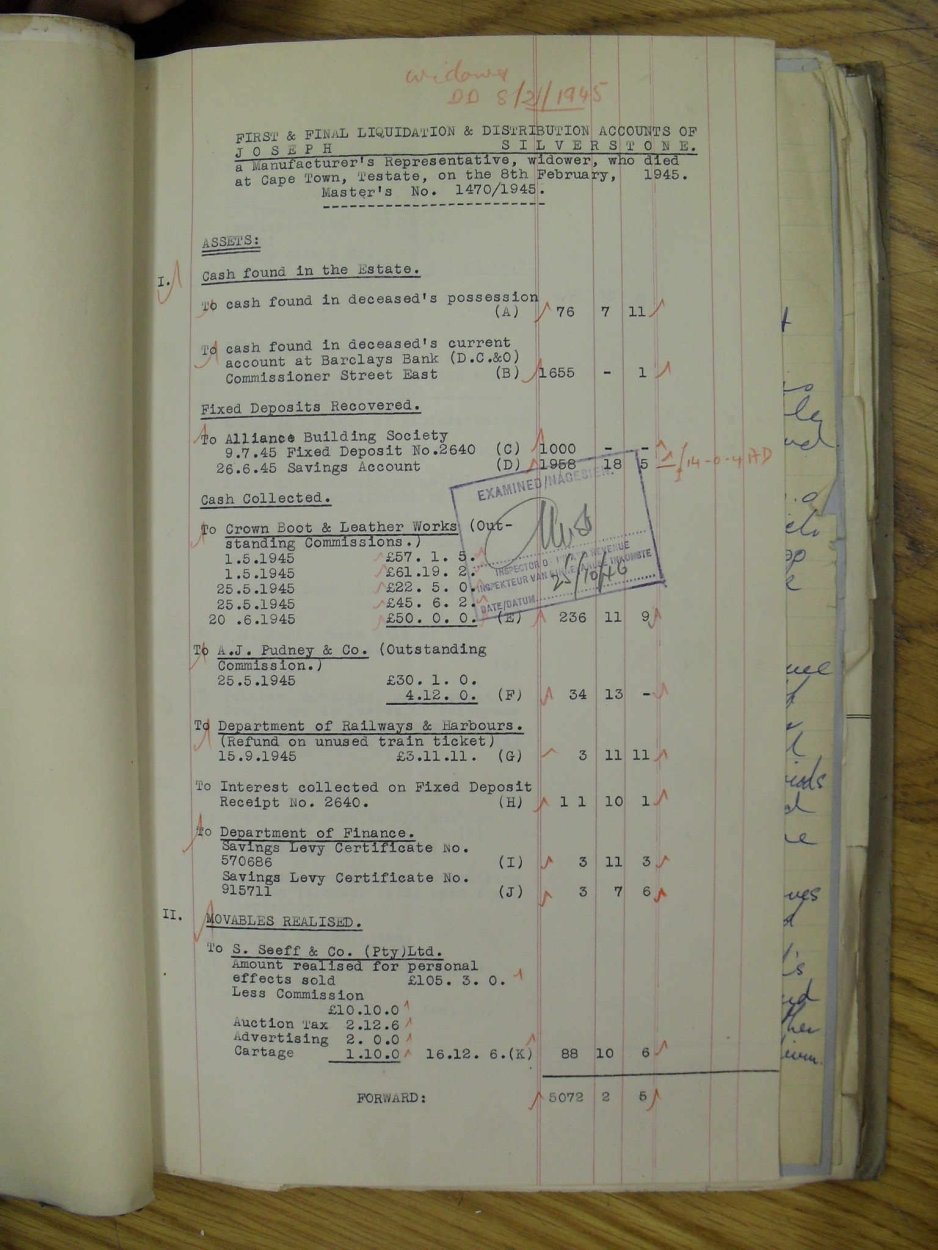 widower
DD 8/2/1945
FIRST & FINAL LIQUIDATION & DISTRIBUTION ACCOUNTS OF
J O S E P H S I L V E R S T O N E.
a Manufacturer's Representative, widower, who died
at Cape Town, Testate, on the 8th February, 1945.
Master's No. 1470/1945.
ASSETS:
I. Cash found in the Estate.
To cash found in deceased's possession
(A) 76 7 11
To cash found in deceased's current
account at Barclays Bank (D.C.&O)
Commissioner Street East (B) 1655 - 1
Fixed Deposits Recovered.
To Alliance Building Society
9.7.45 Fixed Deposit No.2640 (C) 1000 - -
26.6.45 Savings Account (D) 1958 18 5 14-0-4
Cash Collected.
EXAMINED/NAGESIEN
To Crown Boot & Leather Works (Out-
standing Commissions.)
1.5.1945 £57. 1. 5.
1.5.1945 £61.19. 2.
INSPEKTEUR VAN
25.5.1945 £22. 5. 0.
25.5.1945 £45. 6. 2.
DATE/DATUM 25/10/46
20 .6.1945 £50. 0. 0. (E) 236 11 9
To A.J. Pudney & Co. (Outstanding
Commission.)
25.5.1945 £30. 1. 0.
4.12. 0. (F) 34 13 -
To Department of Railways & Harbours.
(Refund on unused train ticket)
15.9.1945 £3.11.11. (G) 3 11 11
To Interest collected on Fixed Deposit
Receipt No. 2640. (H) 1 1 10 1
To Department of Finance.
Savings Levy Certificate No.
570686 (I) 3 11 3
Savings Levy Certificate No.
915711 (J) 3 7 6
II. MOVABLES REALISED.
To S. Seeff & Co. (Pty)Ltd.
Amount realised for personal
effects sold £105. 3. 0.
Less Commission
£10.10.0
Auction Tax 2.12.6
Advertising 2. 0.0
Cartage 1.10.0 16.12. 6.(K) 88 10 6
FORWARD: 5072 2 5